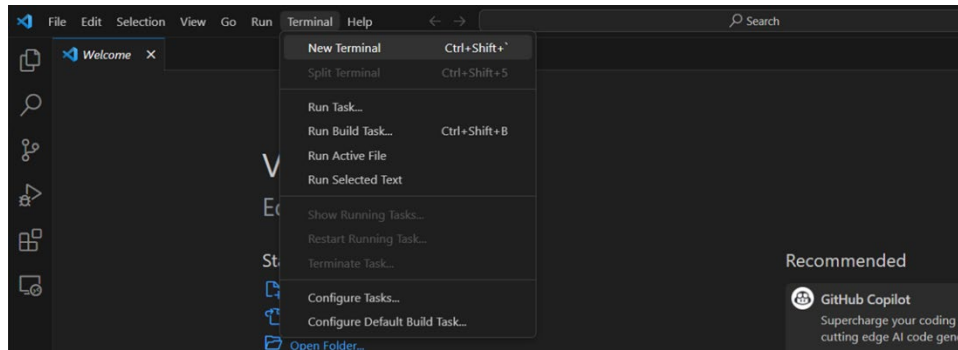 File Edit Selection View Go Run Terminal Help Search
Welcome
New Terminal Ctrl+Shift+`
Split Terminal Ctrl+Shift+5
Run Task...
Run Build Task... Ctrl+Shift+B
Run Active File
Run Selected Text
Show Running Tasks...
Restart Running Task...
Terminate Task...
Configure Tasks...
Configure Default Build Task...
V
Ed
St
Open Folder...
Recommended
GitHub Copilot
Supercharge your coding
cutting edge AI code gen